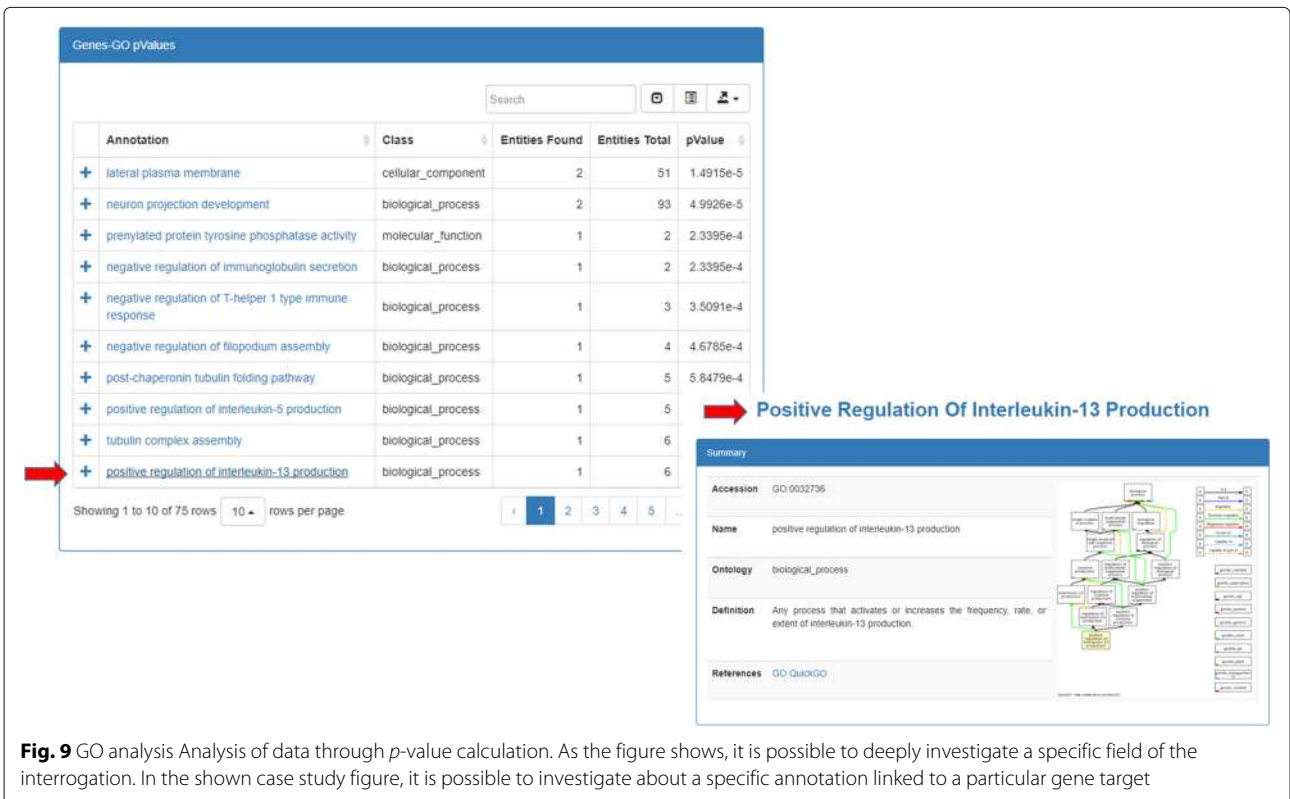 Genes-GO pValues
Search
Annotation Class Entities Found Entities Total pValue
+ lateral plasma membrane cellular_component 2 51 1.4915e-5
+ neuron projection development biological_process 2 93 4.9926e-5
+ prenylated protein tyrosine phosphatase activity molecular_function 1 2 2.3395e-4
+ negative regulation of immunoglobulin secretion biological_process 1 2 2.3395e-4
+ negative regulation of T-helper 1 type immune
response biological_process 1 3 3.5091e-4
+ negative regulation of filopodium assembly biological_process 1 4 4.6785e-4
+ post-chaperonin tubulin folding pathway biological_process 1 5 5.8479e-4
+ positive regulation of interleukin-5 production biological_process 1 5
+ tubulin complex assembly biological_process 1 6
+ positive regulation of interleukin-13 production biological_process 1 6
Showing 1 to 10 of 75 rows 10 rows per page
‹ 1 2 3 4 5 ..
Positive Regulation Of Interleukin-13 Production
Summary
Accession GO:0032736
Name positive regulation of interleukin-13 production
Ontology biological_process
Definition Any process that activates or increases the frequency, rate, or
extent of interleukin-13 production.
References GO QuickGO
Fig. 9 GO analysis Analysis of data through p-value calculation. As the figure shows, it is possible to deeply investigate a specific field of the
interrogation. In the shown case study figure, it is possible to investigate about a specific annotation linked to a particular gene target